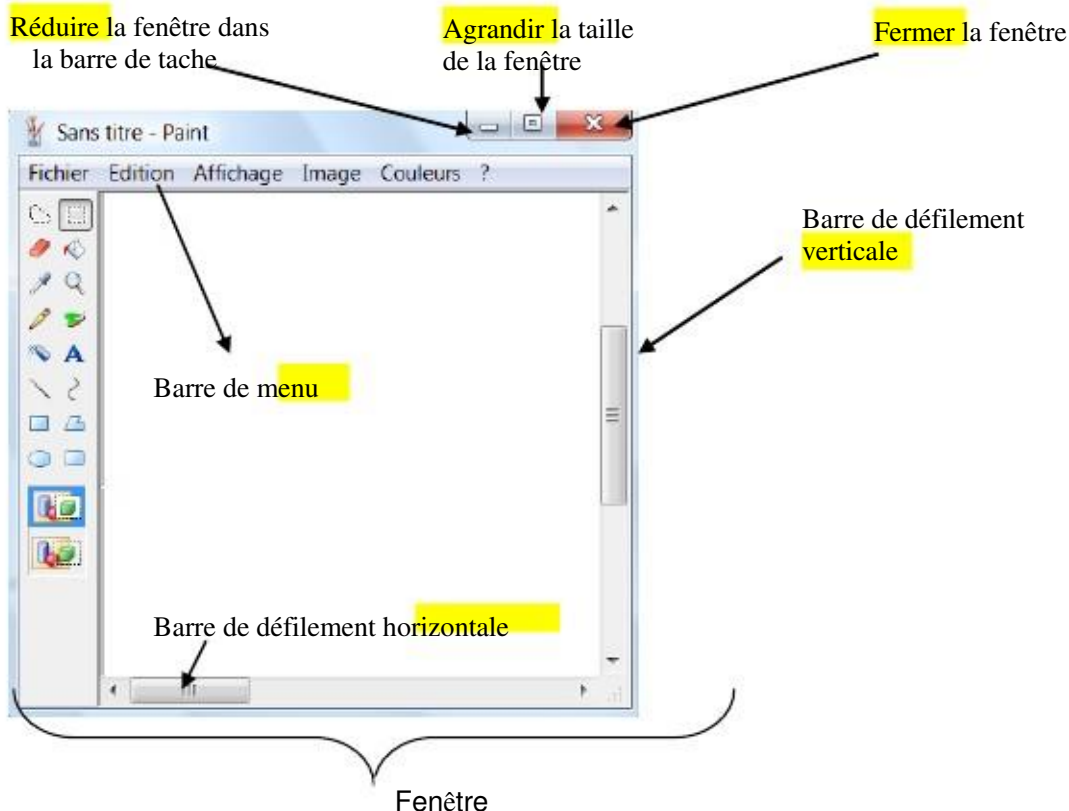 Réduire la fenêtre dans
la barre de tache
Agrandir la taille
de la fenêtre
Fermer la fenêtre
Sans titre - Paint
Fichier Edition Affichage Image Couleurs ?
A
Barre de défilement
verticale
Barre de menu
Barre de défilement horizontale
Fenêtre